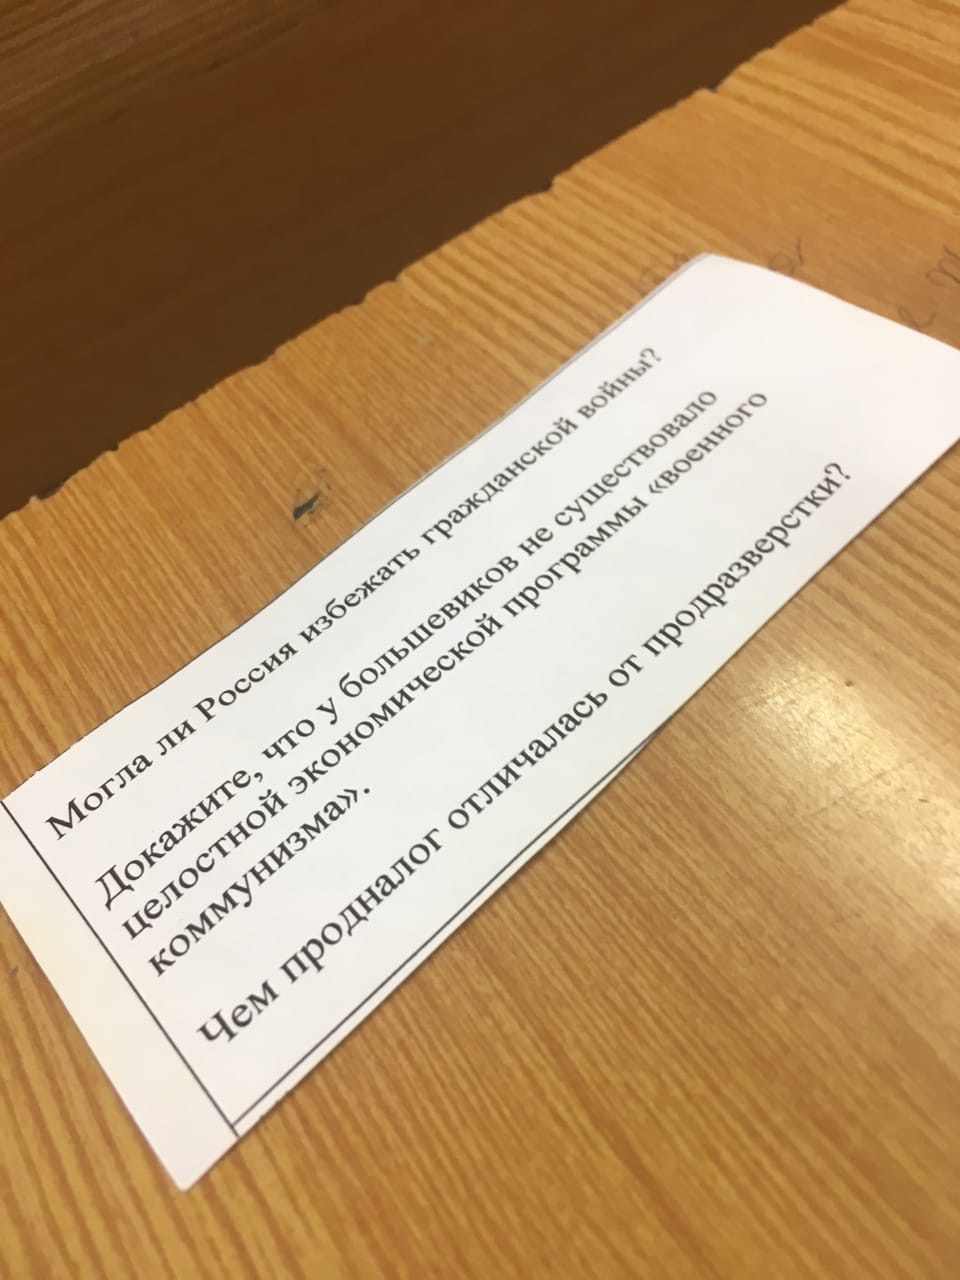 Могла ли Россия избежать гражданской войны?
Докажите, что у большевиков не существовало
целостной экономической программы «военного
коммунизма».
Чем продналог отличалась от продразверстки?